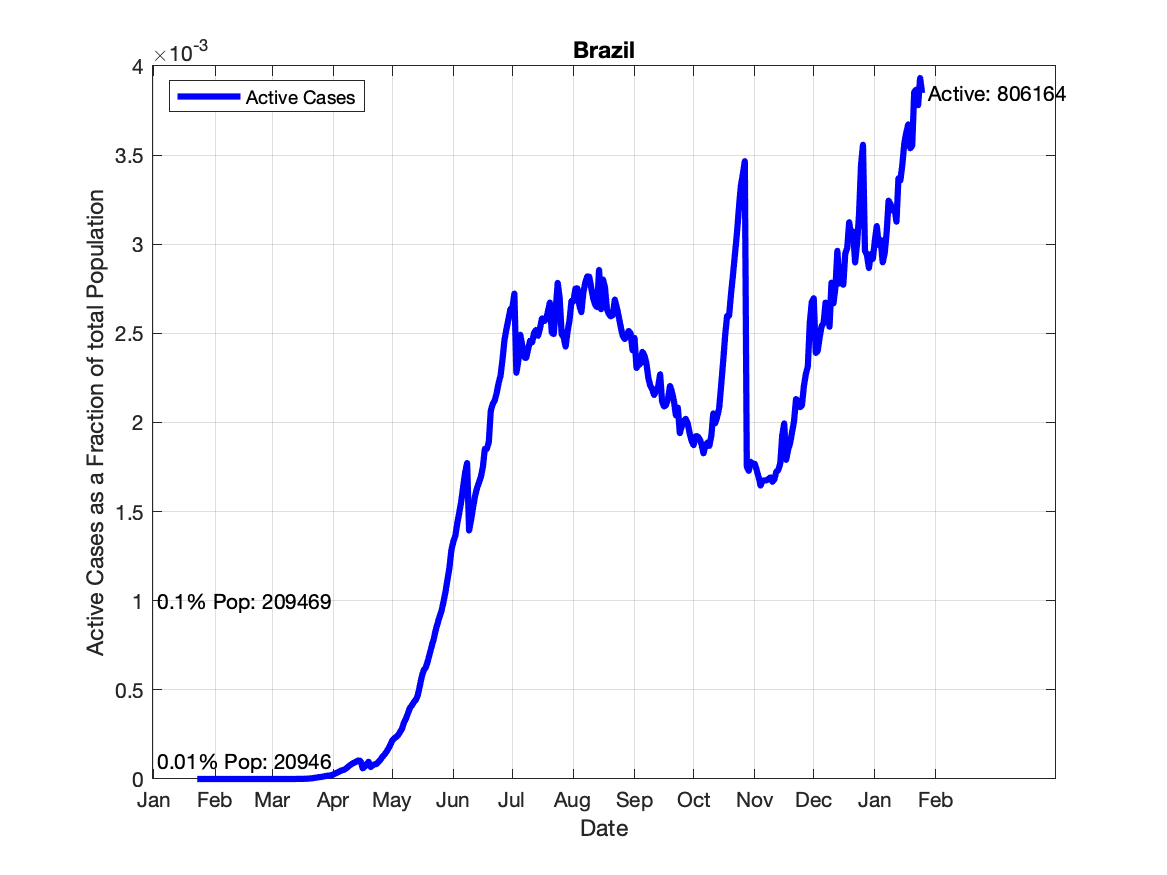 Brazil
×10-3
4
3.5
3
2.5
2
1.5
1
0.5
0
Active Cases as a Fraction of total Population
Active Cases
Active: 806164
0.1% Pop: 209469
0.01% Pop: 20946
Jan Feb Mar Apr May Jun Jul Aug Sep Oct Nov Dec Jan Feb
Date